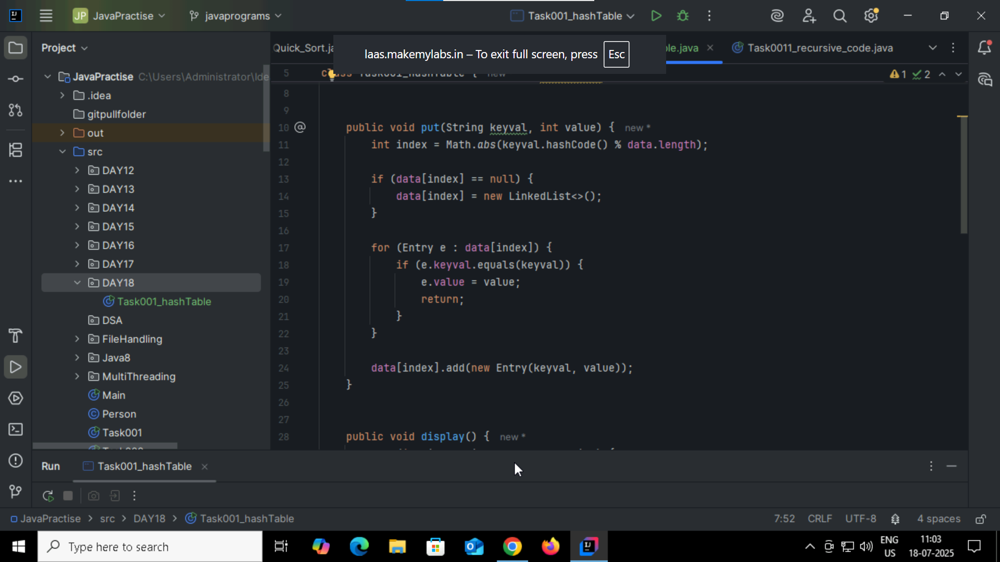 JP JavaPractise
javaprograms
Task001_hashTable
Project
Quick_Sort.ja
laas.makemylabs.in – To exit full screen, press Esc
ble.java
Task0011_recursive_code.java
JavaPractise C:\Users\Administrator\Ide
.idea
gitpullfolder
out
src
DAY12
DAY13
DAY14
DAY15
DAY16
DAY17
DAY18
Task001_hashTable
DSA
FileHandling
Java8
MultiThreading
Main
Person
Task001
5 class Task001_hashTable { new *
1 2
8
9
10 public void put(String keyval, int value) { new *
11 int index = Math.abs(keyval.hashCode() % data.length);
12
13 if (data[index] == null) {
14 data[index] = new LinkedList<>();
15 }
16
17 for (Entry e : data[index]) {
18 if (e.keyval.equals(keyval)) {
19 e.value = value;
20 return;
21 }
22 }
23
24 data[index].add(new Entry(keyval, value));
25 }
26
27
28 public void display() { new *
Run Task001_hashTable
JavaPractise > src > DAY18 > Task001_hashTable
7:52 CRLF UTF-8 4 spaces
Type here to search
ENG
US
11:03
18-07-2025